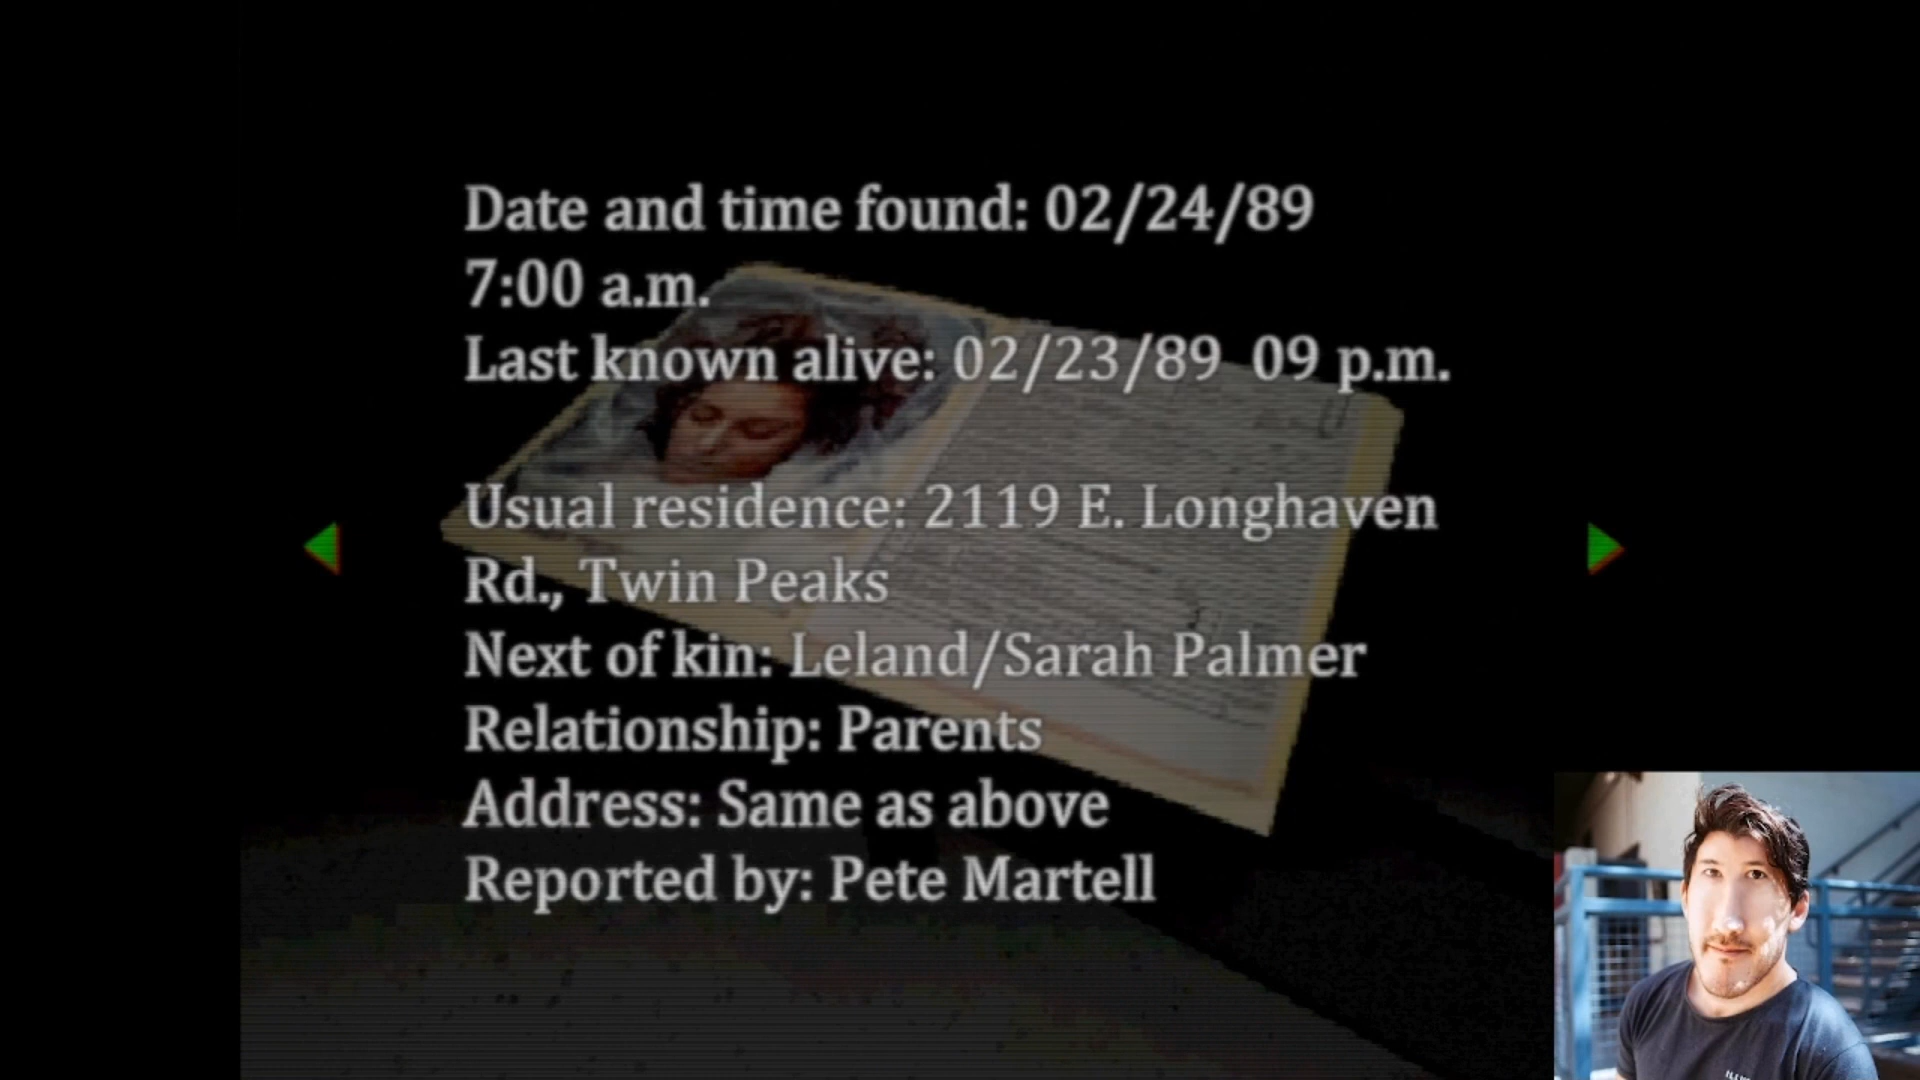 Date and time found: 02/24/89
7:00 a.m.
Last known alive: 02/23/89 09 p.m.
Usual residence: 2119 E. Longhaven
Rd., Twin Peaks
Next of kin: Leland/Sarah Palmer
Relationship: Parents
Address: Same as above
Reported by: Pete Martell